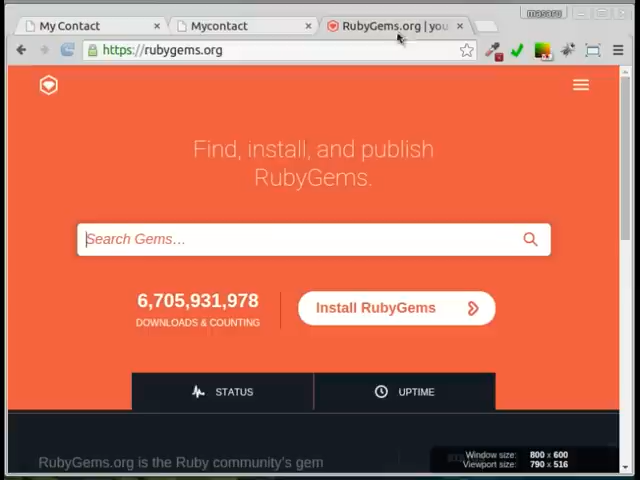 masaru
My Contact
Mycontact
RubyGems.org | you
https://rubygems.org
Find, install, and publish
RubyGems.
Search Gems...
6,705,931,978
DOWNLOADS & COUNTING
Install RubyGems
STATUS
UPTIME
RubyGems.org is the Ruby community's gem
Window size: 800 x 600
Viewport size: 790 x 516